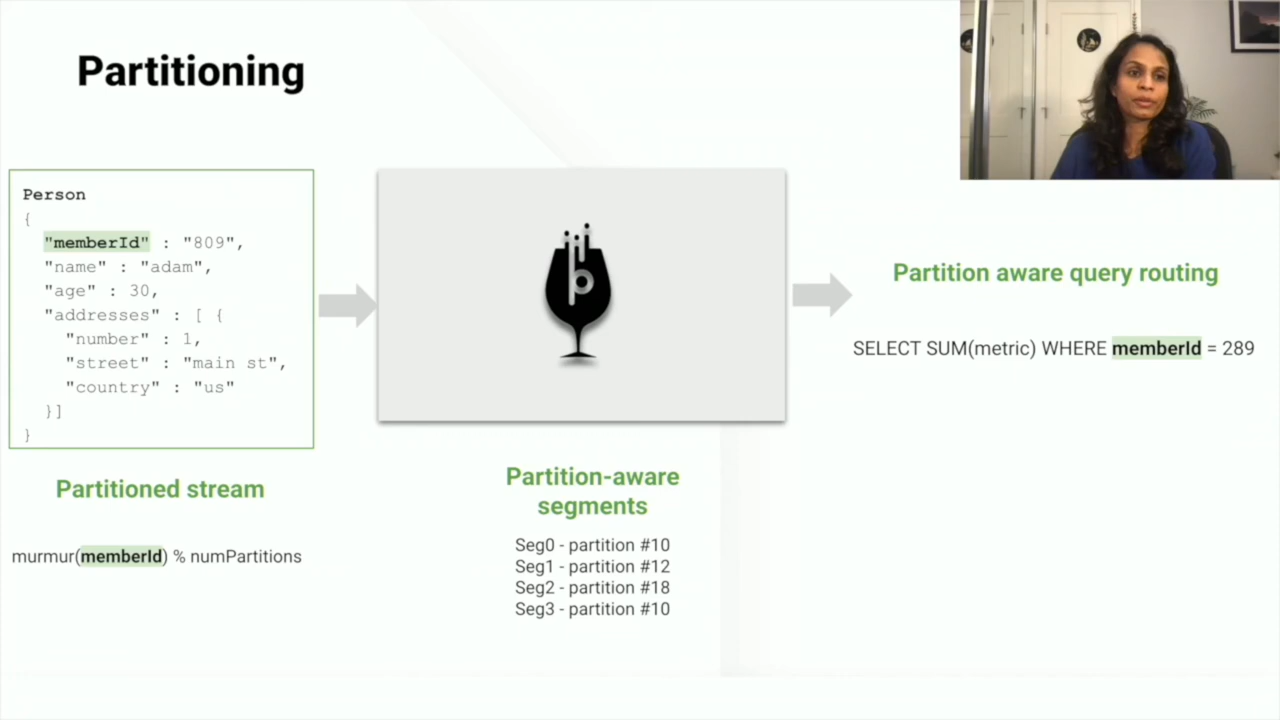 Partitioning
Person
{
"memberId" : "809",
"name" : "adam",
"age" : 30,
"addresses" : [ {
"number" : 1,
"street" : "main st",
"country" : "us"
}]
}
Partitioned stream
murmur(memberId) % numPartitions
Partition-aware
segments
Seg0 - partition #10
Seg1 - partition #12
Seg2 - partition #18
Seg3 - partition #10
Partition aware query routing
SELECT SUM(metric) WHERE memberId = 289